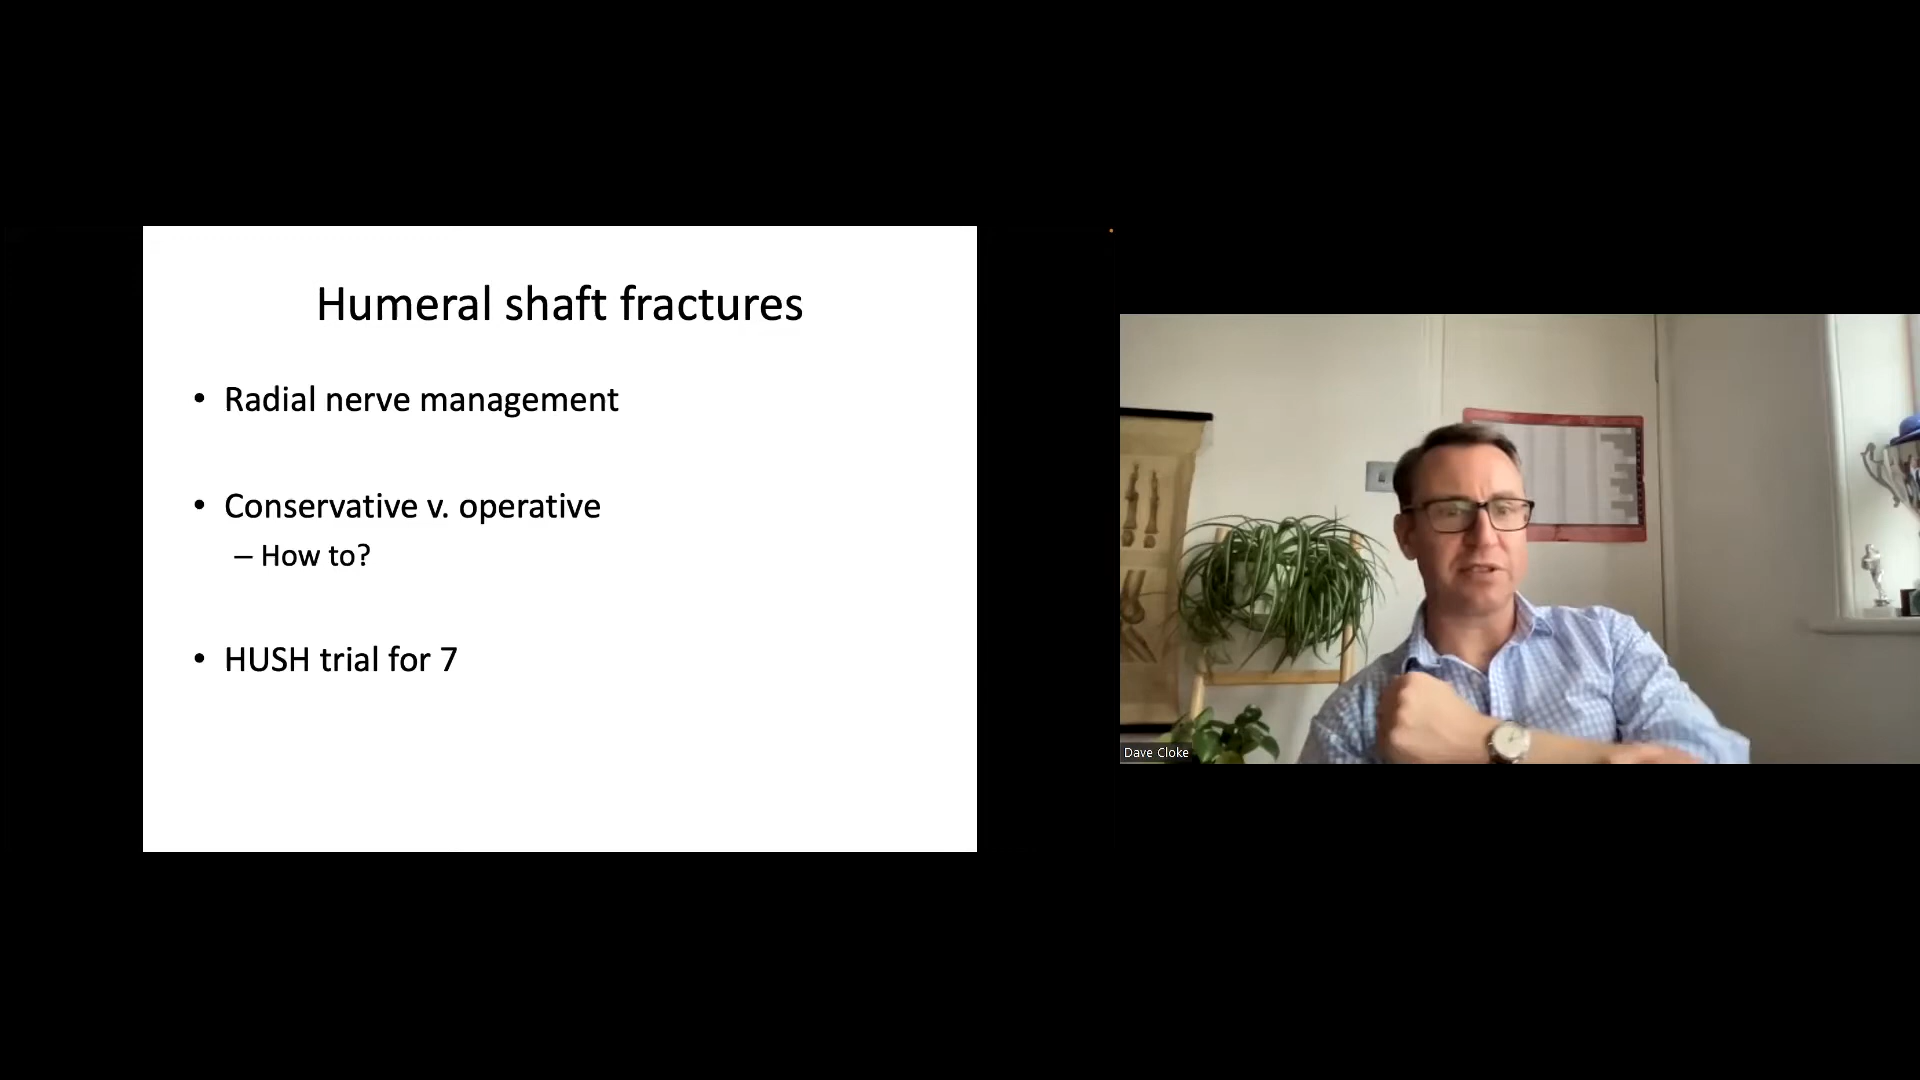 Humeral shaft fractures
• Radial nerve management
• Conservative v. operative
– How to?
• HUSH trial for 7
Dave Cloke